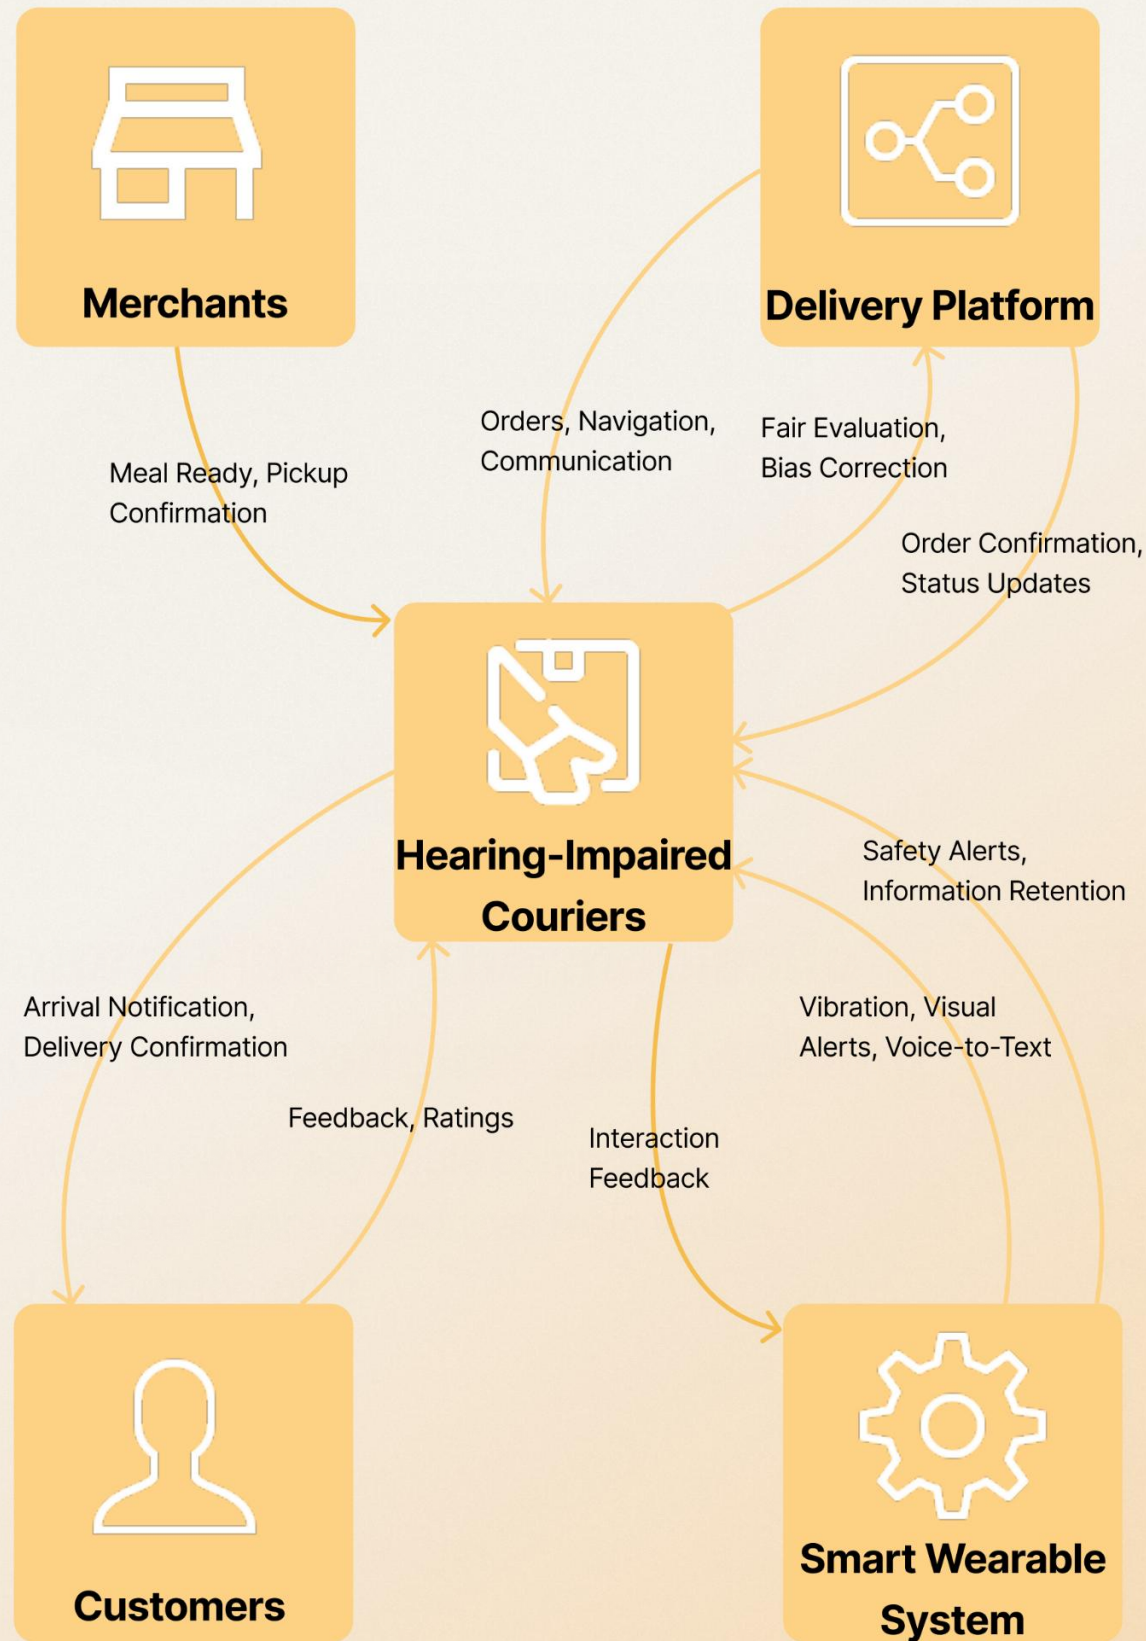 Merchants
Delivery Platform
Orders, Navigation,
Communication
Fair Evaluation,
Bias Correction
Meal Ready, Pickup
Confirmation
Order Confirmation,
Status Updates
Hearing-Impaired
Couriers
Safety Alerts,
Information Retention
Arrival Notification,
Delivery Confirmation
Vibration, Visual
Alerts, Voice-to-Text
Feedback, Ratings
Interaction
Feedback
Customers
Smart Wearable
System